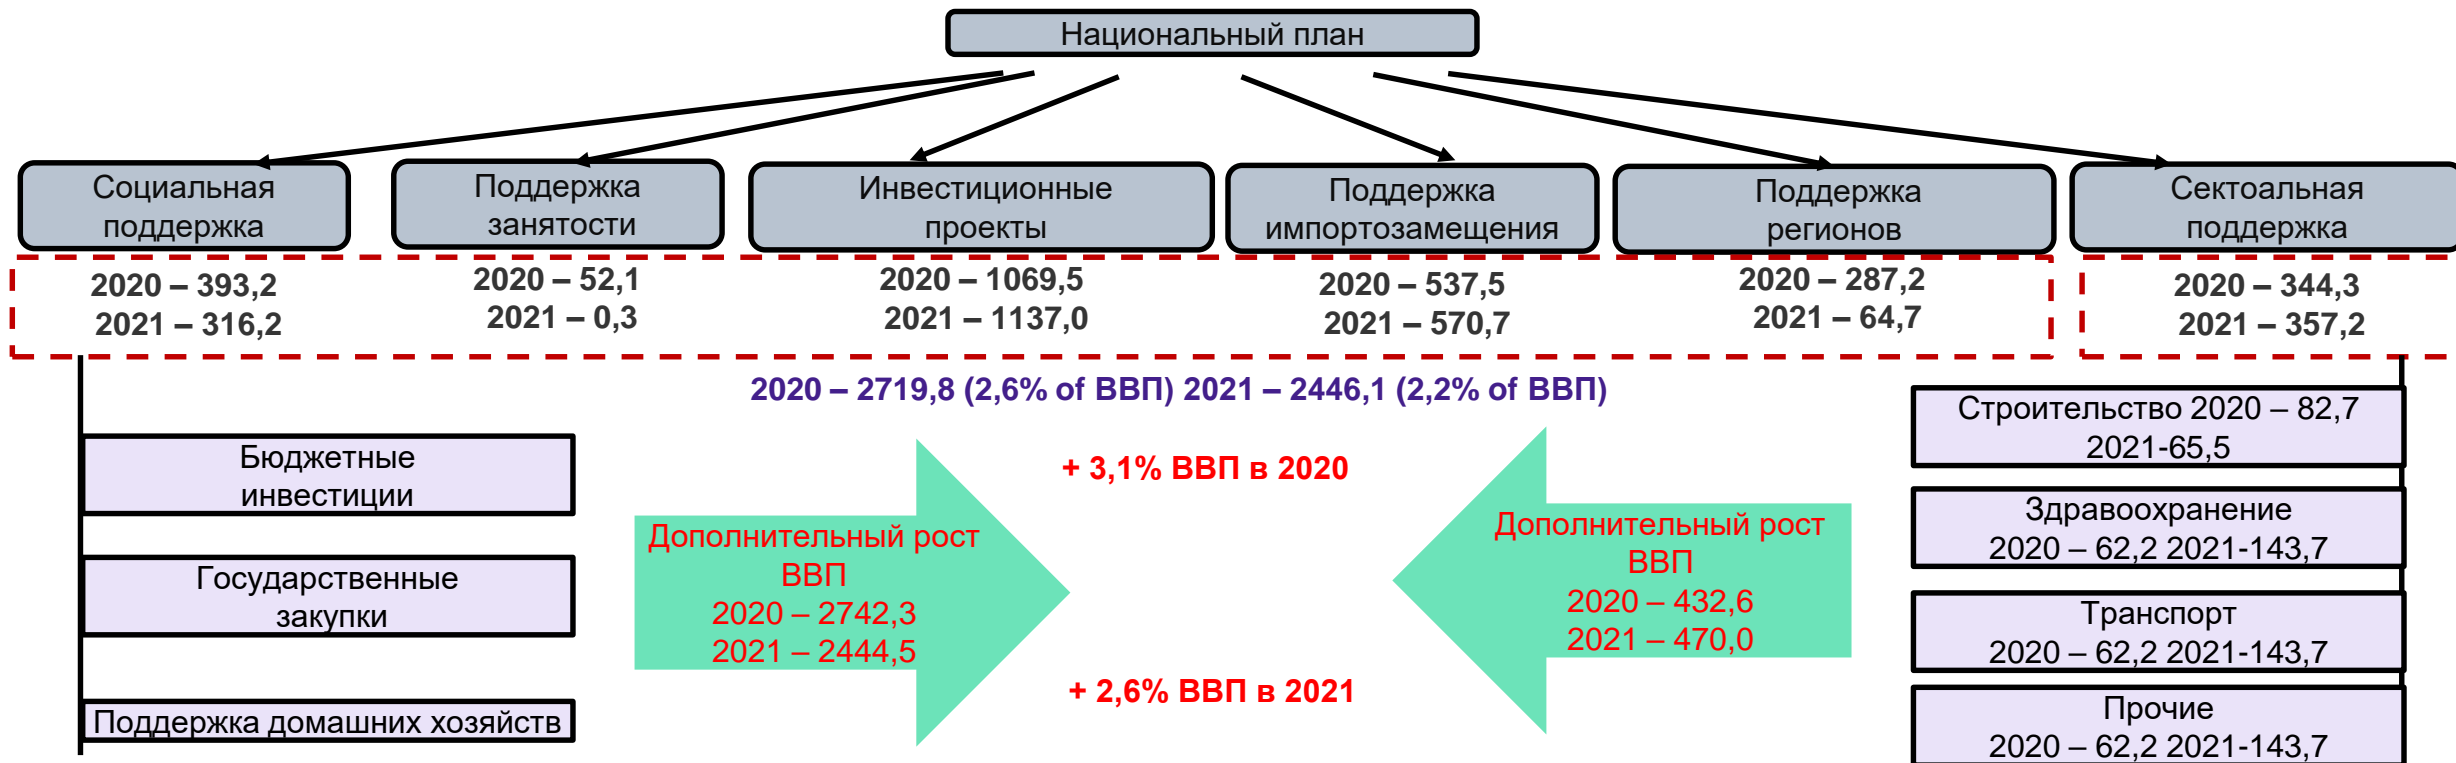 Национальный план
Социальная
поддержка
Поддержка
занятости
Инвестиционные
проекты
Поддержка
импортозамещения
Поддержка
регионов
Сектоальная
поддержка
2020 – 393,2
2021 – 316,2
2020 – 52,1
2021 – 0,3
2020 – 1069,5
2021 – 1137,0
2020 – 537,5
2021 – 570,7
2020 – 287,2
2021 – 64,7
2020 – 344,3
2021 – 357,2
2020 – 2719,8 (2,6% of ВВП) 2021 – 2446,1 (2,2% of ВВП)
Бюджетные
инвестиции
Государственные
закупки
Поддержка домашних хозяйств
Дополнительный рост
ВВП
2020 – 2742,3
2021 – 2444,5
+ 3,1% ВВП в 2020
+ 2,6% ВВП в 2021
Дополнительный рост
ВВП
2020 – 432,6
2021 – 470,0
Строительство 2020 – 82,7
2021-65,5
Здравоохранение
2020 – 62,2 2021-143,7
Транспорт
2020 – 62,2 2021-143,7
Прочие
2020 – 62,2 2021-143,7